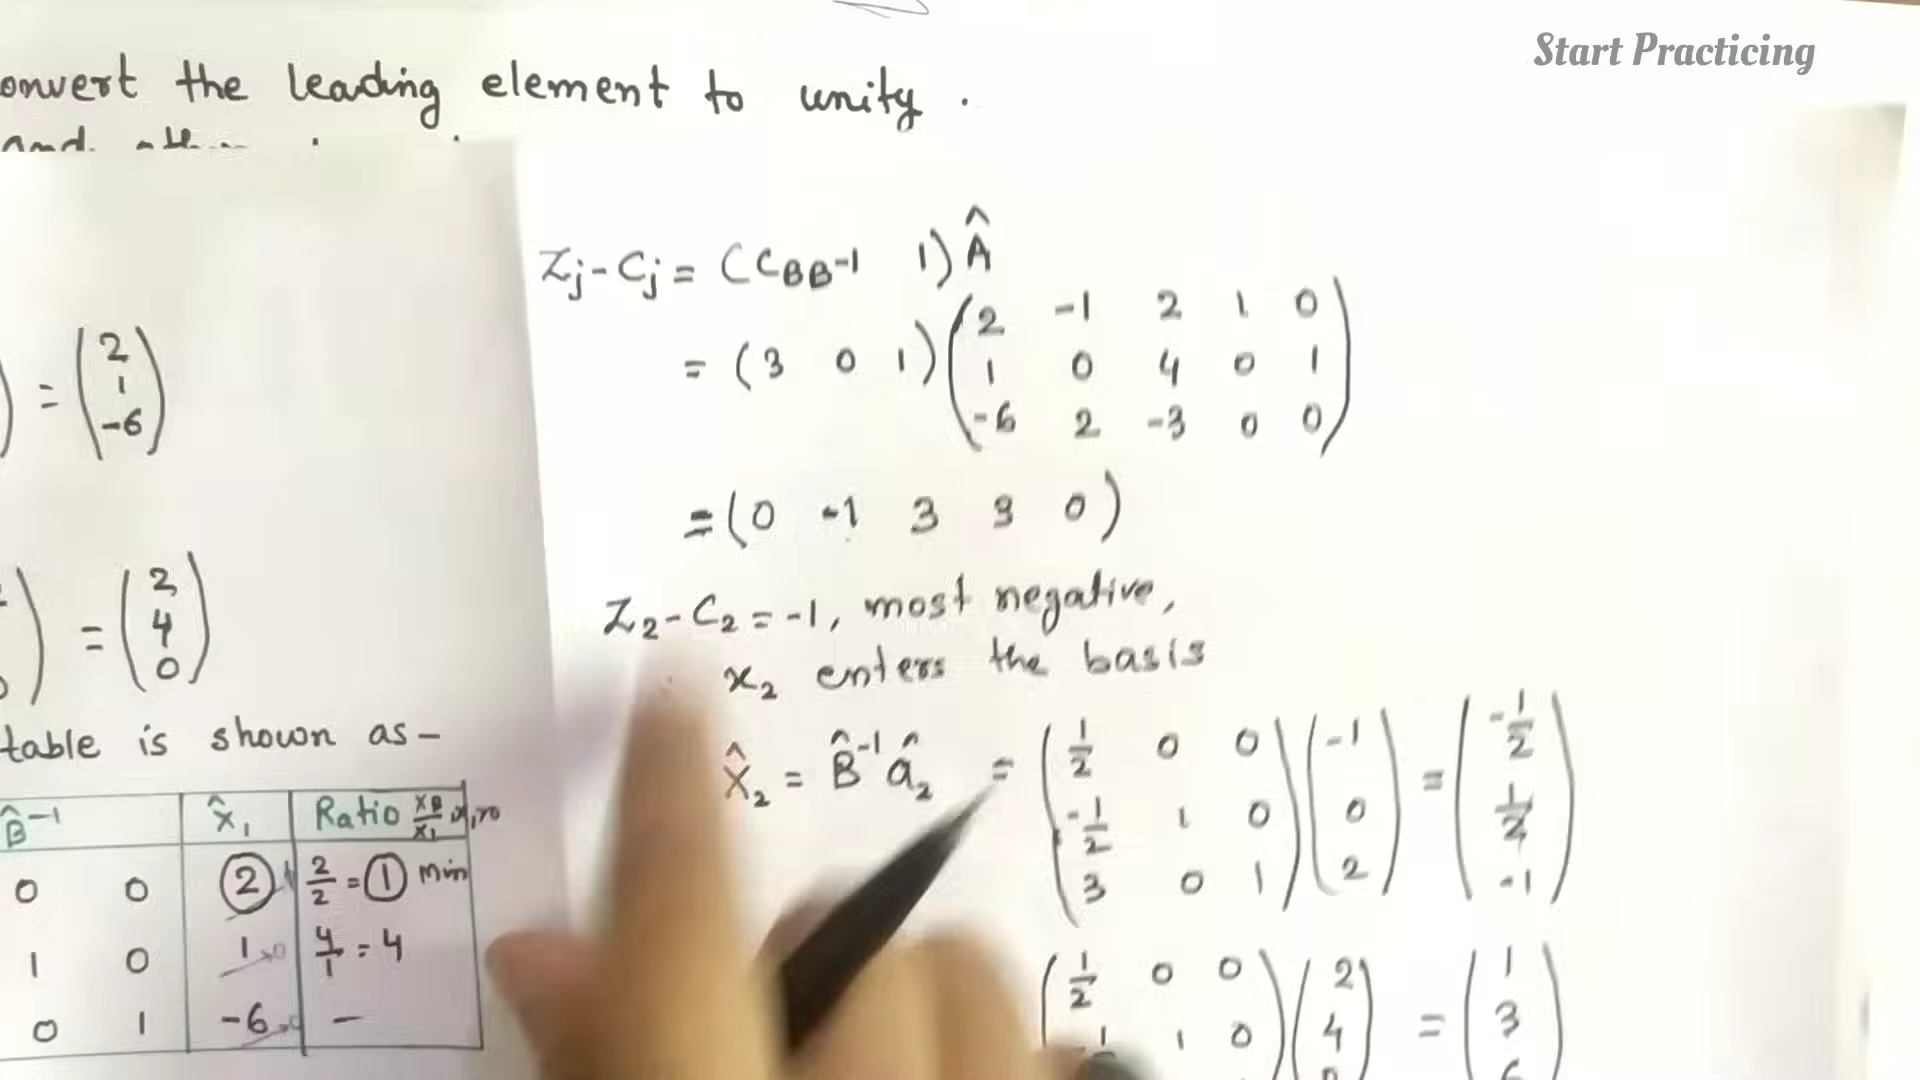 Start Practicing
onvert the leading element to unity .
and
Zj - Cj = (C_BB-1 1) Â
= (3 0 1) (2 -1 2 1 0
1 0 4 0 1
-6 2 -3 0 0)
= (0 -1 3 3 0)
Z2 - C2 = -1, most negative,
x2 enters the basis
X̂2 = B̂-1 â2 = (1/2 0 0
-1/2 1 0
3 0 1) (-1
0
2) = (-1/2
1/2
-1)
(1/2 0 0
1 0) (2
4) = (1
3
) = (2
1
-6)
) = (2
4
0)
table is shown as -
B̂-1 X̂1 Ratio XB/X1
0 0 2 2/2 = 1 Min
1 0 1 4/1 = 4
0 1 -6 -